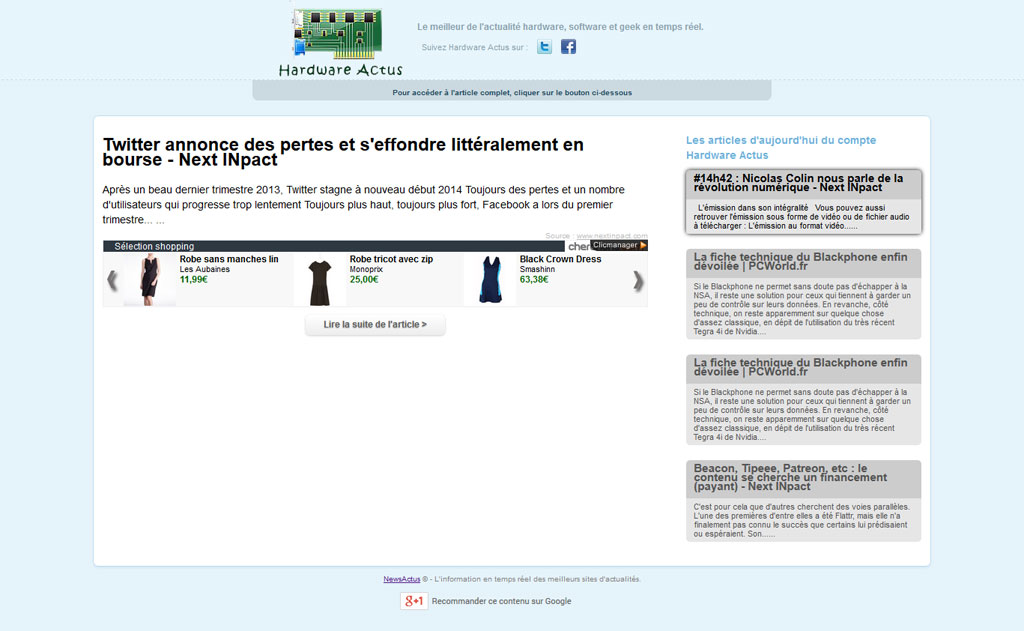 Hardware Actus
Le meilleur de l'actualité hardware, software et geek en temps réel.
Suivez Hardware Actus sur :
Pour accéder à l'article complet, cliquer sur le bouton ci-dessous
Twitter annonce des pertes et s'effondre littéralement en
bourse - Next INpact
Après un beau dernier trimestre 2013, Twitter stagne à nouveau début 2014 Toujours des pertes et un nombre
d'utilisateurs qui progresse trop lentement Toujours plus haut, toujours plus fort, Facebook a lors du premier
trimestre... ...
Source : www.nextinpact.com
Sélection shopping
cher
Clicmanager
Robe sans manches lin
Les Aubaines
11,99€
Robe tricot avec zip
Monoprix
25,00€
Black Crown Dress
Smashinn
63,38€
Lire la suite de l'article >
Les articles d'aujourd'hui du compte
Hardware Actus
#14h42 : Nicolas Colin nous parle de la
révolution numérique - Next INpact
L'émission dans son intégralité Vous pouvez aussi
retrouver l'émission sous forme de vidéo ou de fichier audio
à télécharger : L'émission au format vidéo......
La fiche technique du Blackphone enfin
dévoilée | PCWorld.fr
Si le Blackphone ne permet sans doute pas d'échapper à la
NSA, il reste une solution pour ceux qui tiennent à garder un
peu de contrôle sur leurs données. En revanche, côté
technique, on reste apparemment sur quelque chose
d'assez classique, en dépit de l'utilisation du très récent
Tegra 4i de Nvidia....
La fiche technique du Blackphone enfin
dévoilée | PCWorld.fr
Si le Blackphone ne permet sans doute pas d'échapper à la
NSA, il reste une solution pour ceux qui tiennent à garder un
peu de contrôle sur leurs données. En revanche, côté
technique, on reste apparemment sur quelque chose
d'assez classique, en dépit de l'utilisation du très récent
Tegra 4i de Nvidia....
Beacon, Tipeee, Patreon, etc : le
contenu se cherche un financement
(payant) - Next INpact
C'est pour cela que d'autres cherchent des voies parallèles.
L'une des premières d'entre elles a été Flattr, mais elle n'a
finalement pas connu le succès que certains lui prédisaient
ou espéraient. Son......
NewsActus © - L'information en temps réel des meilleurs sites d'actualités.
g+1 Recommander ce contenu sur Google